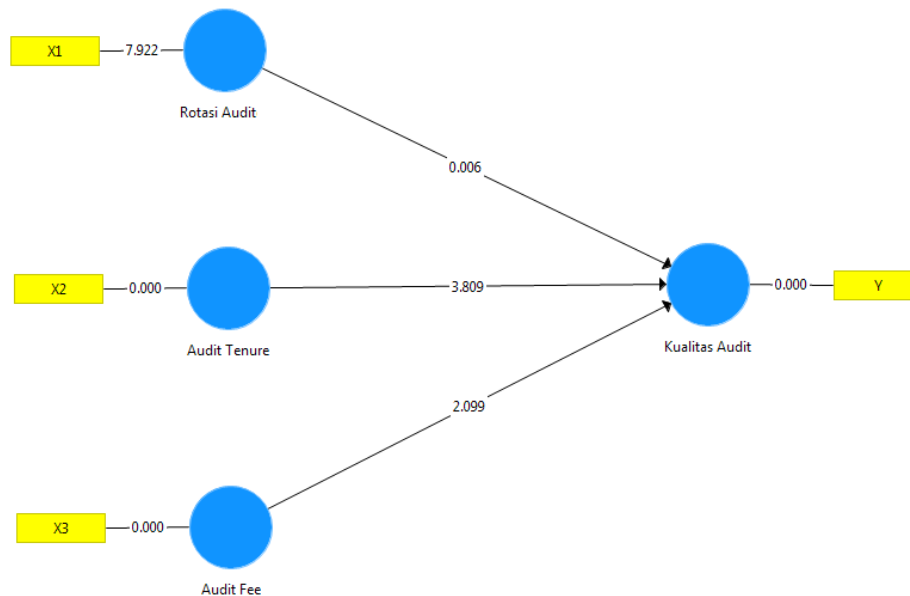 X1
7.922
Rotasi Audit
0.006
X2
0.000
Audit Tenure
3.809
Kualitas Audit
0.000
Y
2.099
X3
0.000
Audit Fee